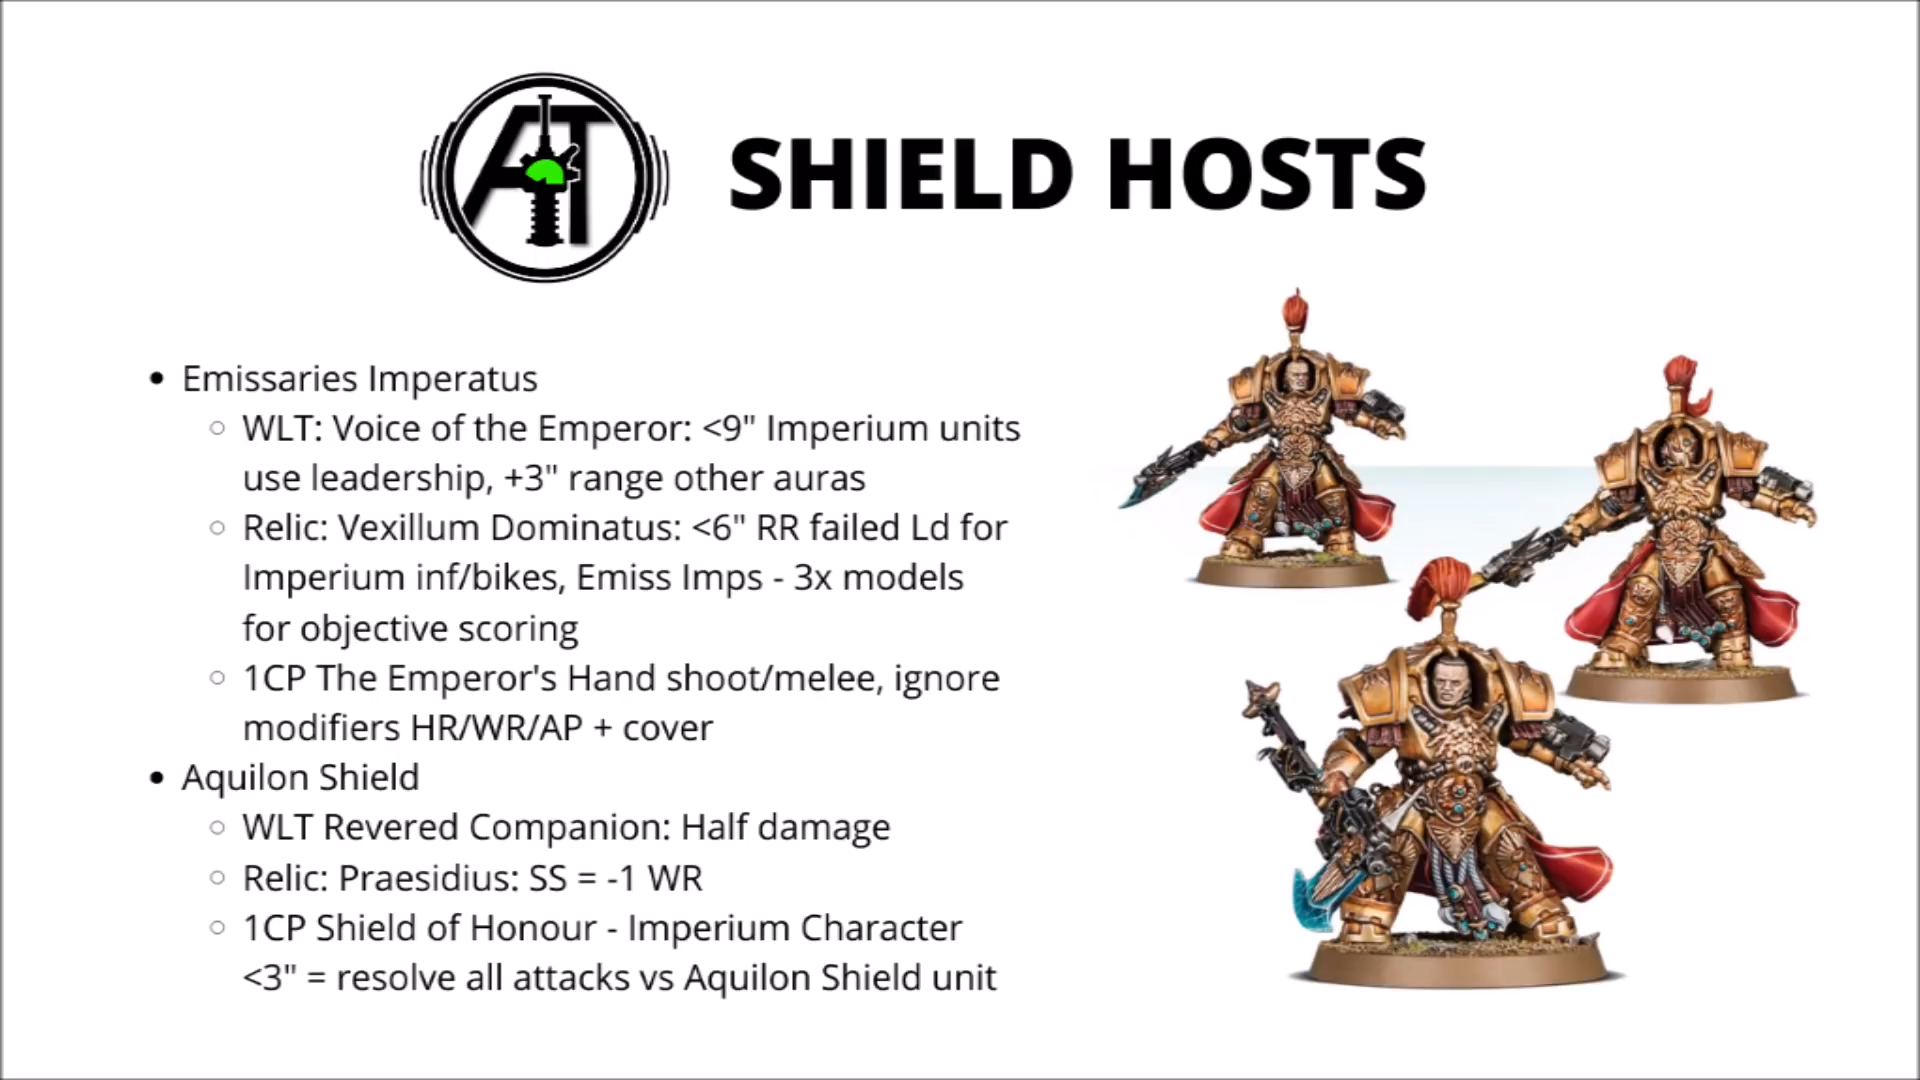 AT
SHIELD HOSTS
Emissaries Imperatus
WLT: Voice of the Emperor: <9" Imperium units
use leadership, +3" range other auras
Relic: Vexillum Dominatus: <6" RR failed Ld for
Imperium inf/bikes, Emiss Imps - 3x models
for objective scoring
1CP The Emperor's Hand shoot/melee, ignore
modifiers HR/WR/AP + cover
Aquilon Shield
WLT Revered Companion: Half damage
Relic: Praesidius: SS = -1 WR
1CP Shield of Honour - Imperium Character
<3" = resolve all attacks vs Aquilon Shield unit